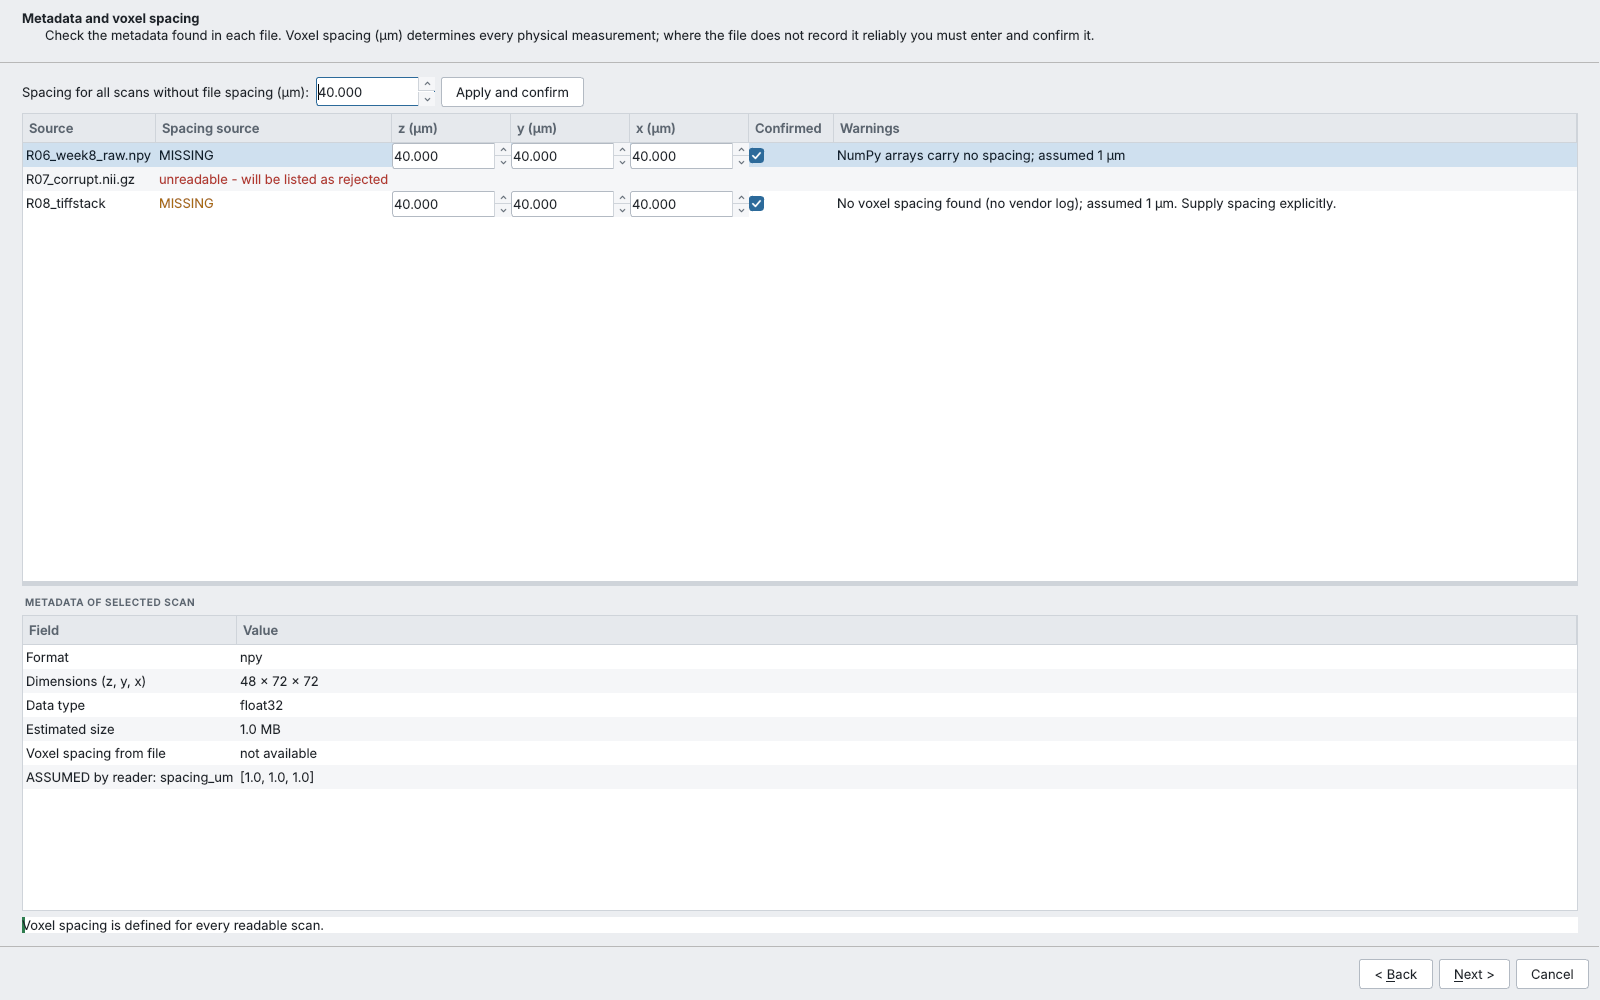 Metadata and voxel spacing
Check the metadata found in each file. Voxel spacing (µm) determines every physical measurement; where the file does not record it reliably you must enter and confirm it.
Spacing for all scans without file spacing (µm): 40.000 Apply and confirm
Source Spacing source z (µm) y (µm) x (µm) Confirmed Warnings
R06_week8_raw.npy MISSING 40.000 40.000 40.000 NumPy arrays carry no spacing; assumed 1 µm
R07_corrupt.nii.gz unreadable - will be listed as rejected
R08_tiffstack MISSING 40.000 40.000 40.000 No voxel spacing found (no vendor log); assumed 1 µm. Supply spacing explicitly.
METADATA OF SELECTED SCAN
Field Value
Format npy
Dimensions (z, y, x) 48 × 72 × 72
Data type float32
Estimated size 1.0 MB
Voxel spacing from file not available
ASSUMED by reader: spacing_um [1.0, 1.0, 1.0]
Voxel spacing is defined for every readable scan.
< Back Next > Cancel